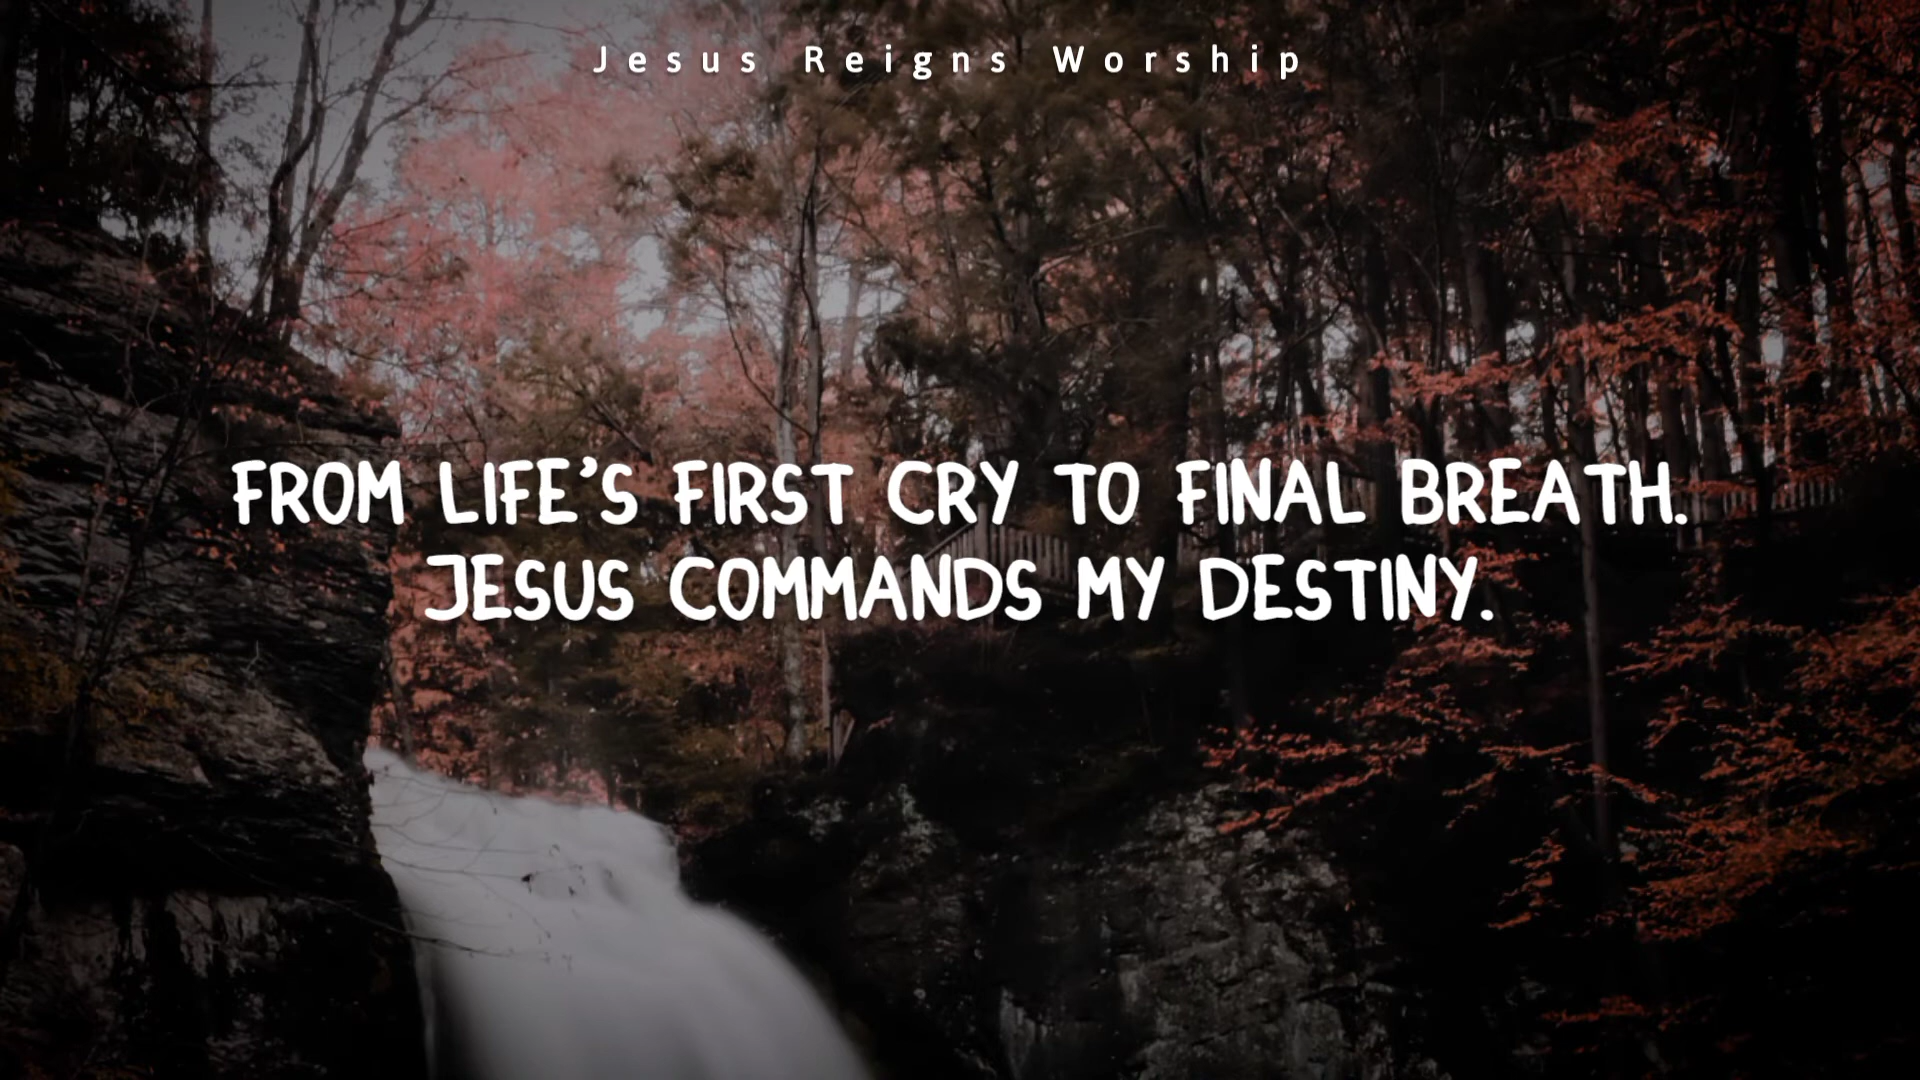 Jesus Reigns Worship
FROM LIFE'S FIRST CRY TO FINAL BREATH.
JESUS COMMANDS MY DESTINY.